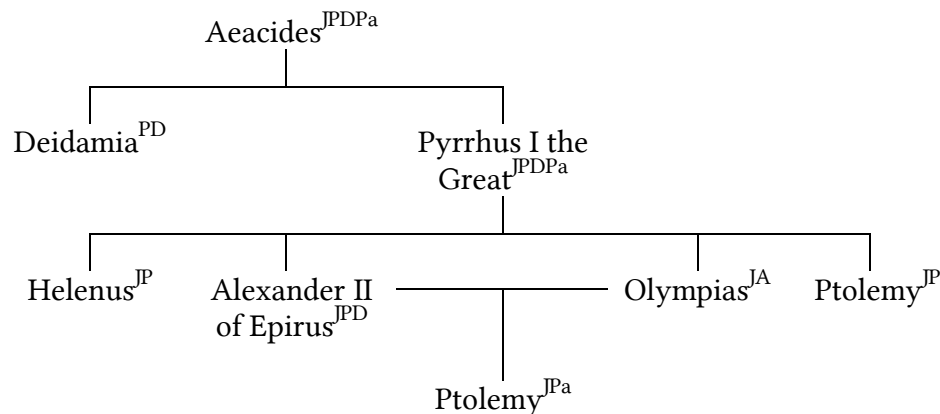 Aeacides^JPDPa
Deidamia^PD
Pyrrhus I the
Great^JPDPa
Helenus^JP
Alexander II
of Epirus^JPD
Olympias^JA
Ptolemy^JP
Ptolemy^JPa